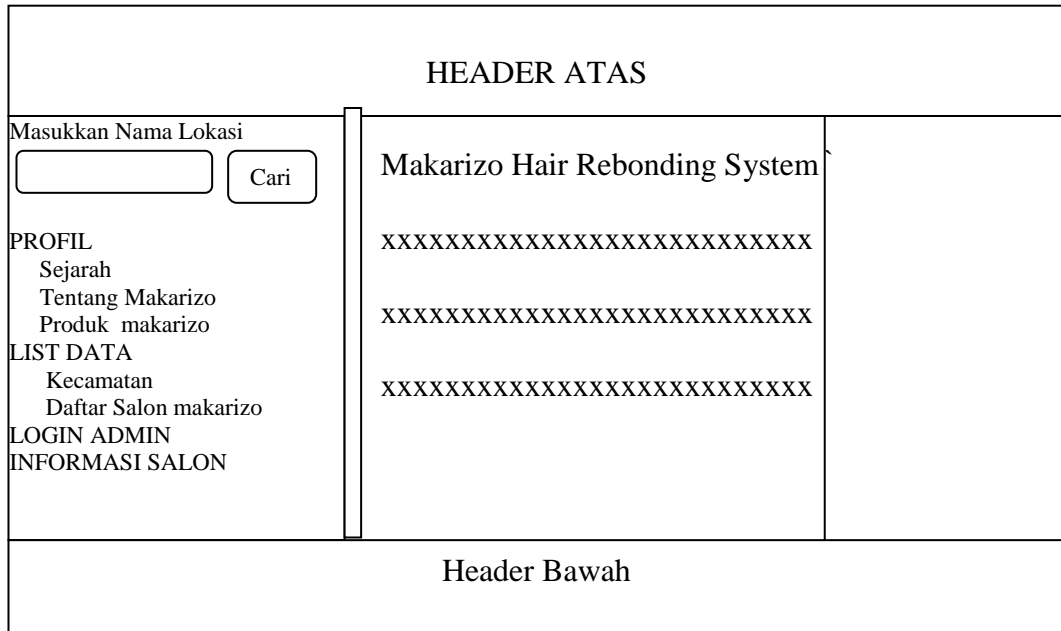 HEADER ATAS
Masukkan Nama Lokasi
Cari
PROFIL
Sejarah
Tentang Makarizo
Produk  makarizo
LIST DATA
Kecamatan
Daftar Salon makarizo
LOGIN ADMIN
INFORMASI SALON
Makarizo Hair Rebonding System
xxxxxxxxxxxxxxxxxxxxxxxxxxx
xxxxxxxxxxxxxxxxxxxxxxxxxxx
xxxxxxxxxxxxxxxxxxxxxxxxxxx
`
Header Bawah